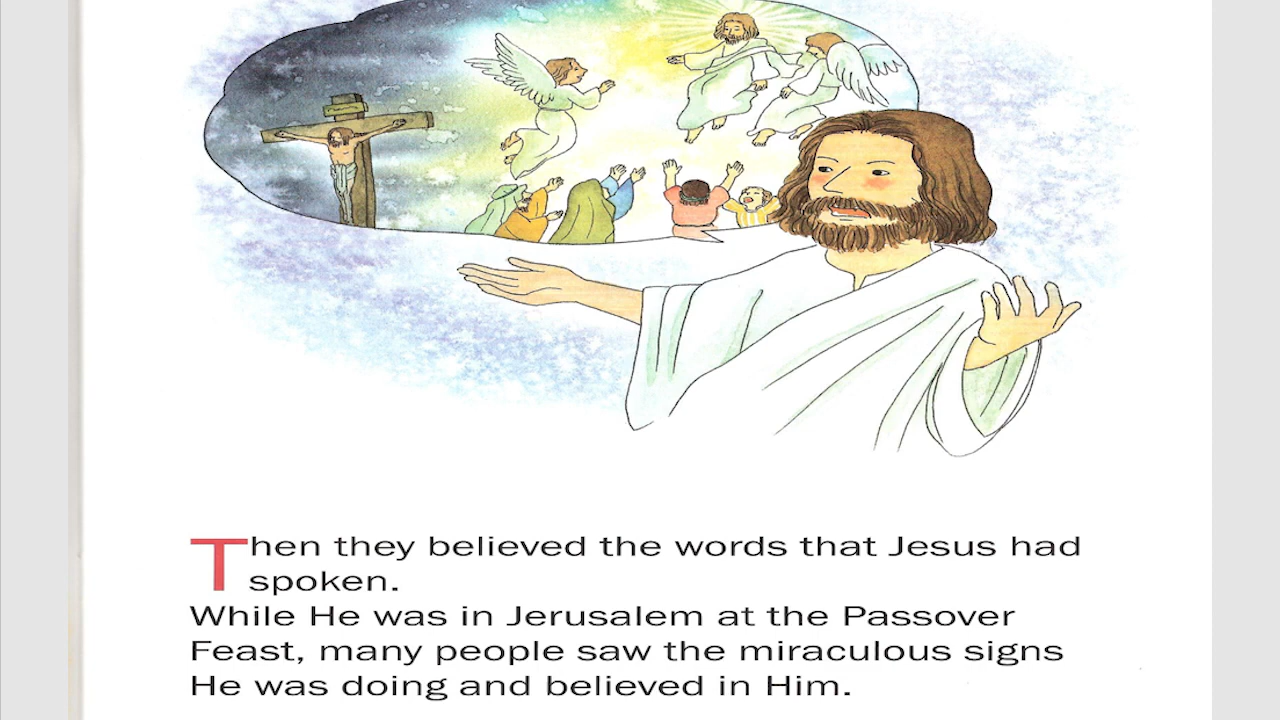 Then they believed the words that Jesus had
spoken.
While He was in Jerusalem at the Passover
Feast, many people saw the miraculous signs
He was doing and believed in Him.